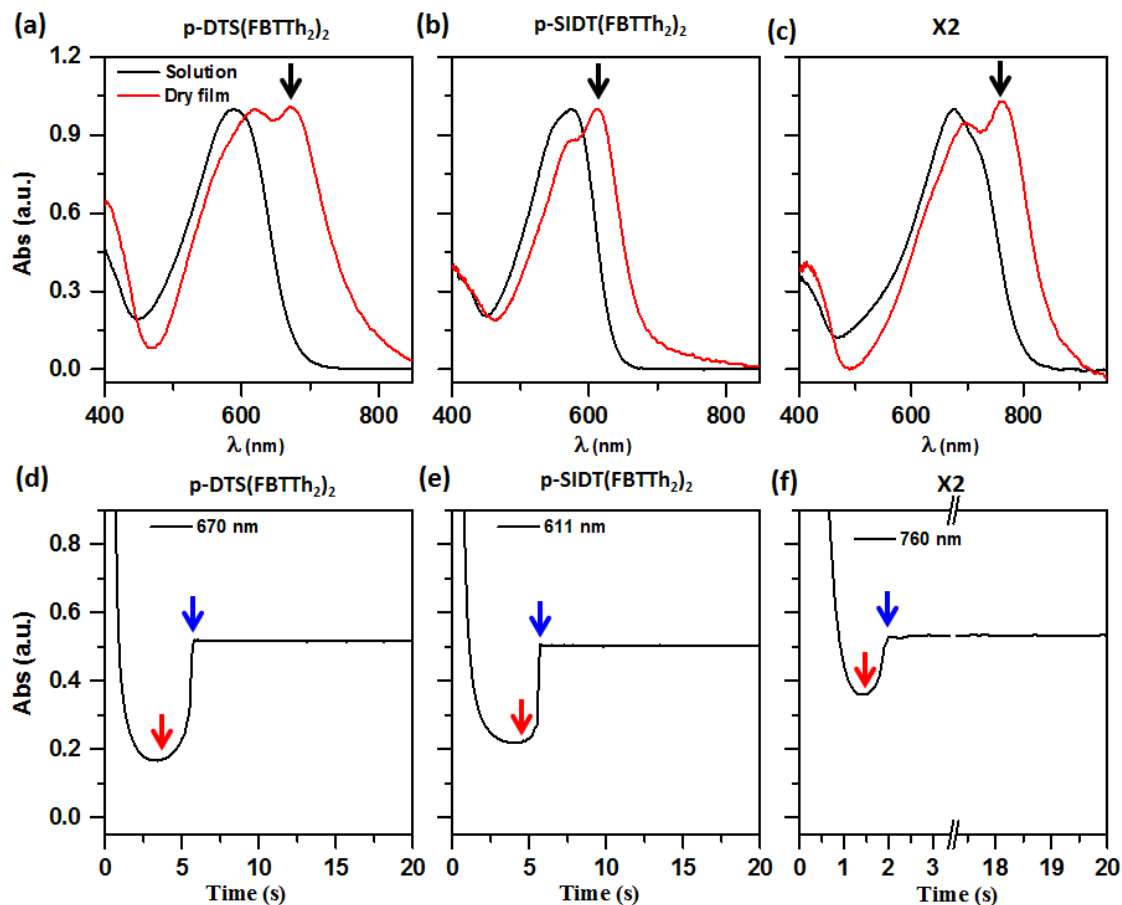 (a) p-DTS(FBTTh₂)₂
(b) p-SIDT(FBTTh₂)₂
(c) X2
Solution
Dry film
1.2
0.9
0.6
0.3
0.0
Abs (a.u.)
400 600 800
λ (nm)
400 600 800
λ (nm)
400 600 800
λ (nm)
(d) p-DTS(FBTTh₂)₂
(e) p-SIDT(FBTTh₂)₂
(f) X2
670 nm
611 nm
760 nm
0.8
0.6
0.4
0.2
0.0
Abs (a.u.)
0 5 10 15 20
Time (s)
0 5 10 15 20
Time (s)
0 1 2 3 18 19 20
Time (s)